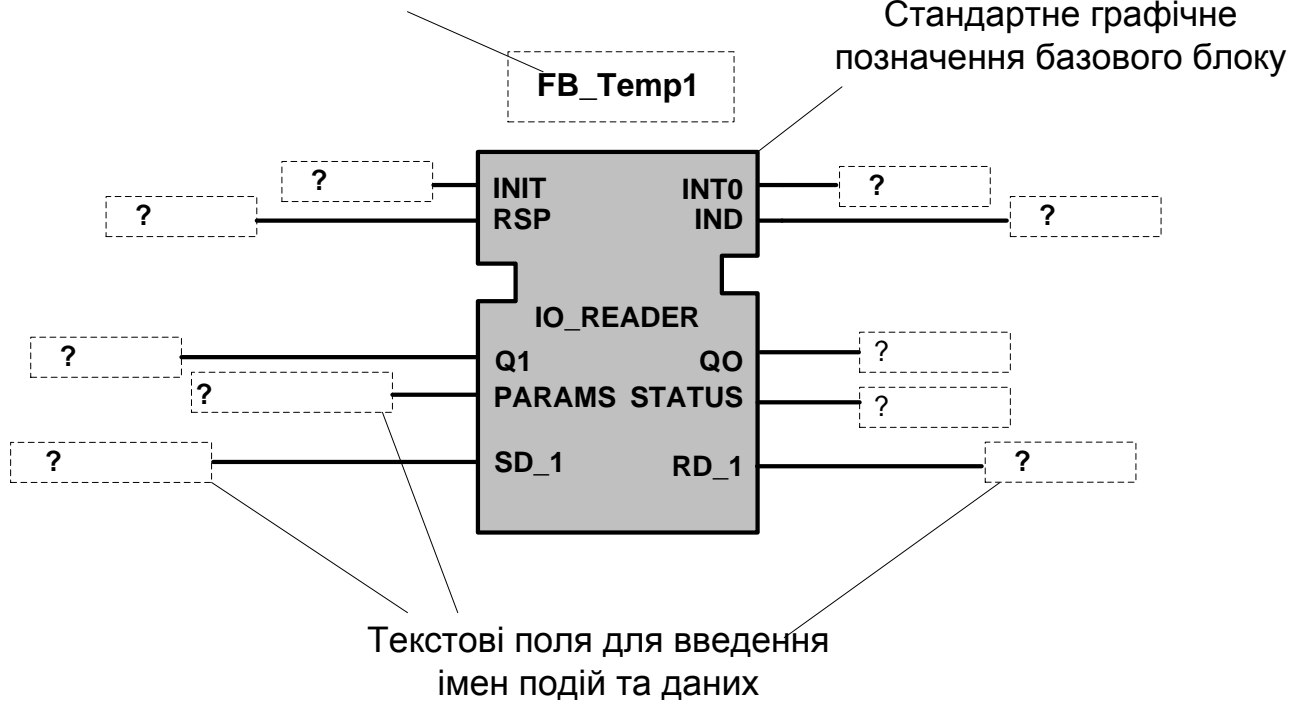 Стандартне графічне
позначення базового блоку
FB_Temp1
? INIT INT0 ?
? RSP IND ?
IO_READER
? Q1 QO ?
? PARAMS STATUS ?
? SD_1 RD_1 ?
Текстові поля для введення
імен подій та даних